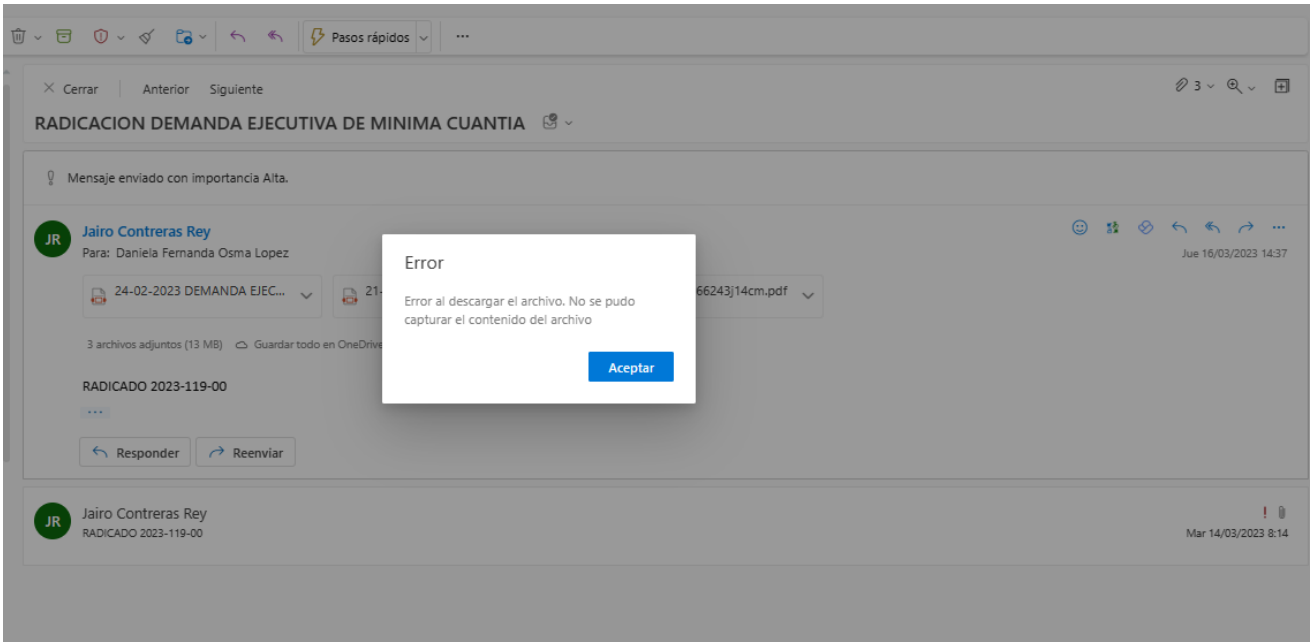 Pasos rápidos
Cerrar Anterior Siguiente 3
RADICACION DEMANDA EJECUTIVA DE MINIMA CUANTIA
Mensaje enviado con importancia Alta.
JR Jairo Contreras Rey
Para: Daniela Fernanda Osma Lopez
Jue 16/03/2023 14:37
24-02-2023 DEMANDA EJEC... 21- 66243j14cm.pdf
3 archivos adjuntos (13 MB) Guardar todo en OneDrive
Error
Error al descargar el archivo. No se pudo
capturar el contenido del archivo
Aceptar
RADICADO 2023-119-00
...
Responder Reenviar
JR Jairo Contreras Rey
RADICADO 2023-119-00
Mar 14/03/2023 8:14